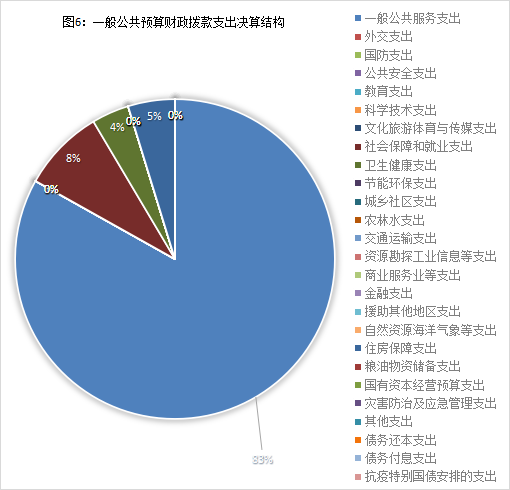 图6：一般公共预算财政拨款支出决算结构
一般公共服务支出
外交支出
国防支出
公共安全支出
教育支出
科学技术支出
文化旅游体育与传媒支出
社会保障和就业支出
卫生健康支出
节能环保支出
城乡社区支出
农林水支出
交通运输支出
资源勘探工业信息等支出
商业服务业等支出
金融支出
援助其他地区支出
自然资源海洋气象等支出
住房保障支出
粮油物资储备支出
国有资本经营预算支出
灾害防治及应急管理支出
其他支出
债务还本支出
债务付息支出
抗疫特别国债安排的支出
0%
5%
0%
4%
8%
0%
83%